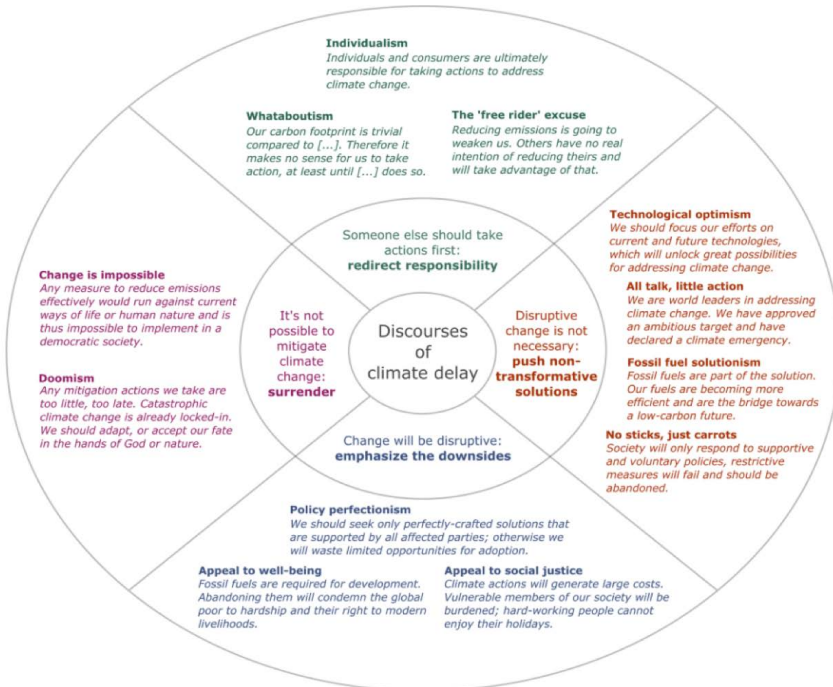 Individualism
Individuals and consumers are ultimately
responsible for taking actions to address
climate change.
Whataboutism
Our carbon footprint is trivial
compared to [...]. Therefore it
makes no sense for us to take
action, at least until [...] does so.
The 'free rider' excuse
Reducing emissions is going to
weaken us. Others have no real
intention of reducing theirs and
will take advantage of that.
Someone else should take
actions first:
redirect responsibility
Technological optimism
We should focus our efforts on
current and future technologies,
which will unlock great possibilities
for addressing climate change.
All talk, little action
We are world leaders in addressing
climate change. We have approved
an ambitious target and have
declared a climate emergency.
Fossil fuel solutionism
Fossil fuels are part of the solution.
Our fuels are becoming more
efficient and are the bridge towards
a low-carbon future.
No sticks, just carrots
Society will only respond to supportive
and voluntary policies, restrictive
measures will fail and should be
abandoned.
Disruptive
change is not
necessary:
push non-
transformative
solutions
Discourses
of
climate delay
It's not
possible to
mitigate
climate
change:
surrender
Change is impossible
Any measure to reduce emissions
effectively would run against current
ways of life or human nature and is
thus impossible to implement in a
democratic society.
Doomism
Any mitigation actions we take are
too little, too late. Catastrophic
climate change is already locked-in.
We should adapt, or accept our fate
in the hands of God or nature.
Change will be disruptive:
emphasize the downsides
Policy perfectionism
We should seek only perfectly-crafted solutions that
are supported by all affected parties; otherwise we
will waste limited opportunities for adoption.
Appeal to well-being
Fossil fuels are required for development.
Abandoning them will condemn the global
poor to hardship and their right to modern
livelihoods.
Appeal to social justice
Climate actions will generate large costs.
Vulnerable members of our society will be
burdened; hard-working people cannot
enjoy their holidays.